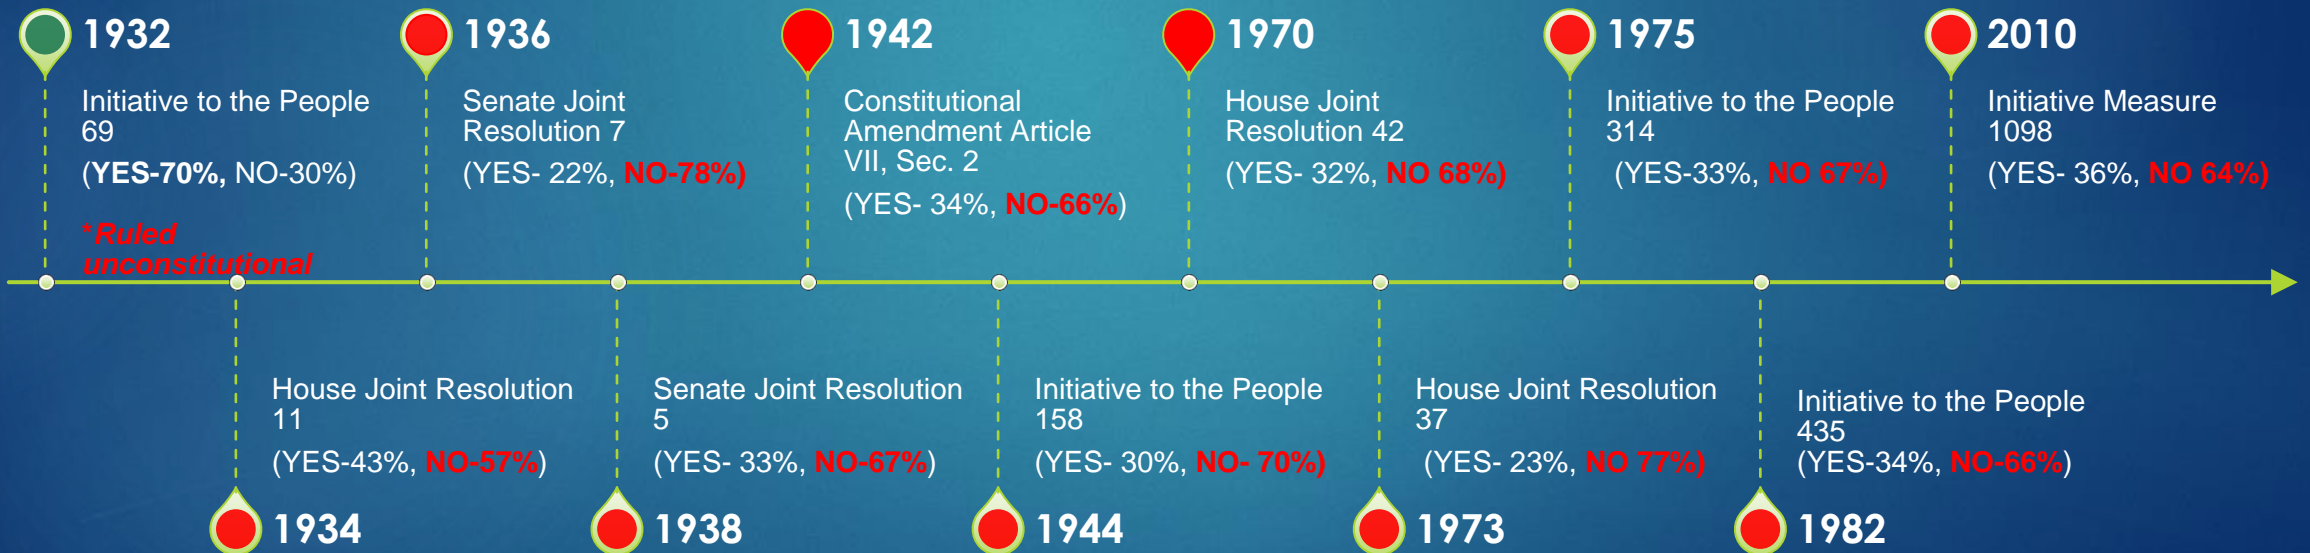 1932
Initiative to the People
69
(YES-70%, NO-30%)
*Ruled
unconstitutional
1936
Senate Joint
Resolution 7
(YES- 22%, NO-78%)
1942
Constitutional
Amendment Article
VII, Sec. 2
(YES- 34%, NO-66%)
1970
House Joint
Resolution 42
(YES- 32%, NO 68%)
1975
Initiative to the People
314
(YES-33%, NO 67%)
2010
Initiative Measure
1098
(YES- 36%, NO 64%)
House Joint Resolution
11
(YES-43%, NO-57%)
1934
Senate Joint Resolution
5
(YES- 33%, NO-67%)
1938
Initiative to the People
158
(YES- 30%, NO- 70%)
1944
House Joint Resolution
37
(YES- 23%, NO 77%)
1973
Initiative to the People
435
(YES-34%, NO-66%)
1982